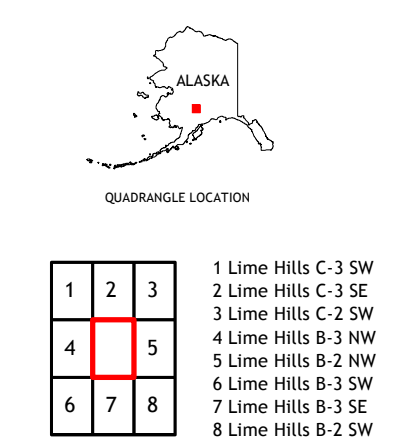 ALASKA
QUADRANGLE LOCATION
1 2 3
4 5
6 7 8
1 Lime Hills C-3 SW
2 Lime Hills C-3 SE
3 Lime Hills C-2 SW
4 Lime Hills B-3 NW
5 Lime Hills B-2 NW
6 Lime Hills B-3 SW
7 Lime Hills B-3 SE
8 Lime Hills B-2 SW